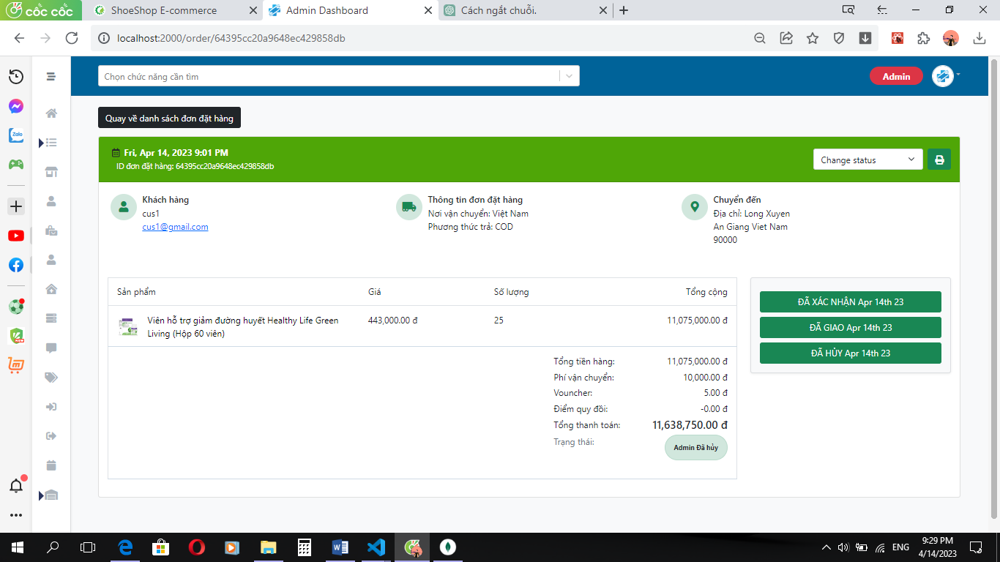 cốc cốc
ShoeShop E-commerce
Admin Dashboard
Cách ngắt chuỗi.
localhost:2000/order/64395cc20a9648ec429858db
Chọn chức năng cần tìm
Admin
Zalo
Quay về danh sách đơn đặt hàng
Fri, Apr 14, 2023 9:01 PM
ID đơn đặt hàng: 64395cc20a9648ec429858db
Change status
Khách hàng
cus1
cus1@gmail.com
Thông tin đơn đặt hàng
Nơi vận chuyển: Việt Nam
Phương thức trả: COD
Chuyển đến
Địa chỉ: Long Xuyen
An Giang Viet Nam
90000
Sản phẩm Giá Số lượng Tổng cộng
Viên hỗ trợ giảm đường huyết Healthy Life Green
Living (Hộp 60 viên)
443,000.00 đ 25 11,075,000.00 đ
Tổng tiền hàng: 11,075,000.00 đ
Phí vận chuyển: 10,000.00 đ
Vouncher: 5.00 đ
Điểm quy đồi: -0.00 đ
Tổng thanh toán: 11,638,750.00 đ
Trạng thái: Admin Đã hủy
ĐÃ XÁC NHẬN Apr 14th 23
ĐÃ GIAO Apr 14th 23
ĐÃ HỦY Apr 14th 23
ENG
9:29 PM
4/14/2023